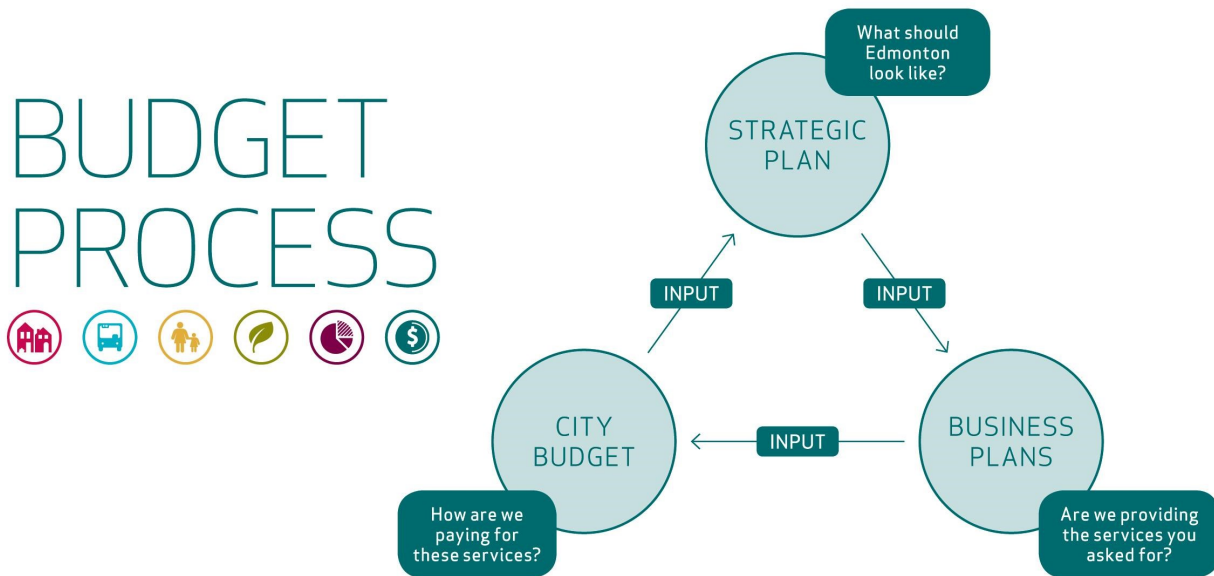 BUDGET
PROCESS
$
What should
Edmonton
look like?
STRATEGIC
PLAN
INPUT
INPUT
CITY
BUDGET
INPUT
BUSINESS
PLANS
How are we
paying for
these services?
Are we providing
the services you
asked for?